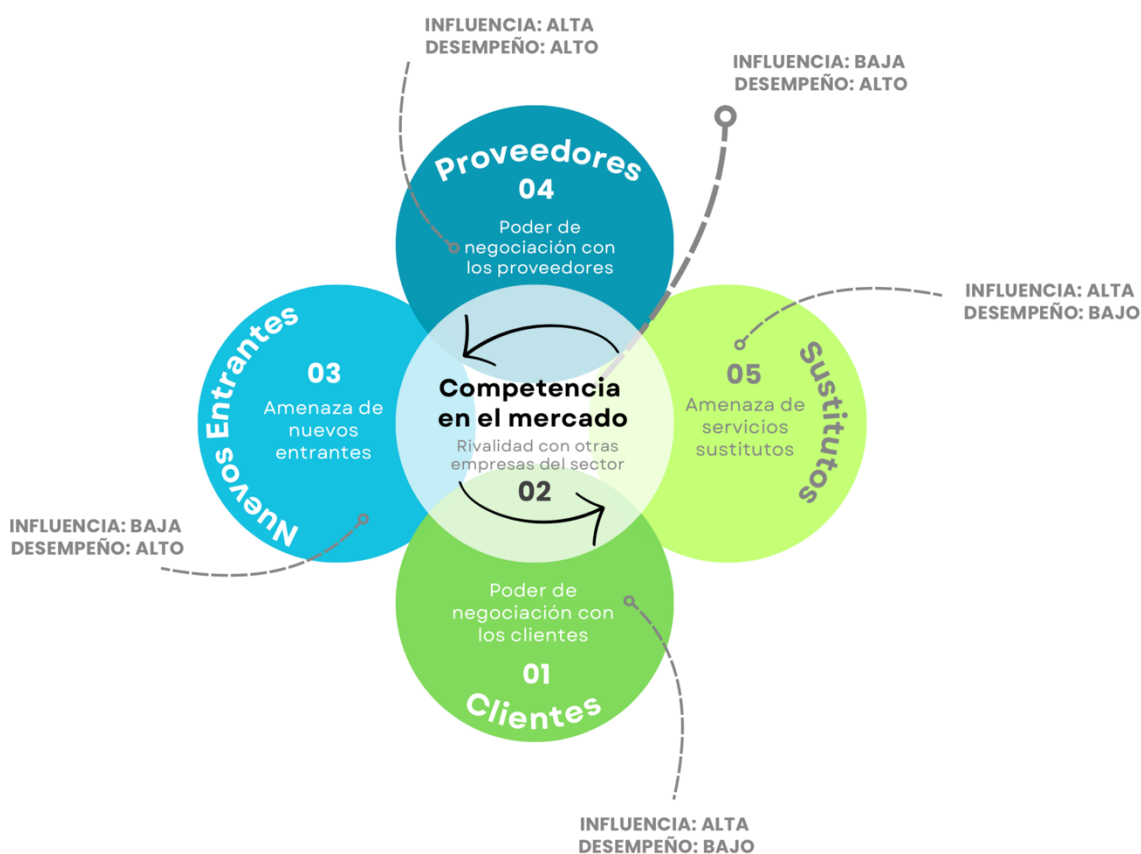 INFLUENCIA: ALTA
DESEMPEÑO: ALTO
INFLUENCIA: BAJA
DESEMPEÑO: ALTO
Proveedores
04
Poder de
negociación con
los proveedores
INFLUENCIA: ALTA
DESEMPEÑO: BAJO
Nuevos Entrantes
03
Amenaza de
nuevos
entrantes
Competencia
en el mercado
Rivalidad con otras
empresas del sector
02
Sustitutos
05
Amenaza de
servicios
sustitutos
INFLUENCIA: BAJA
DESEMPEÑO: ALTO
Poder de
negociación con
los clientes
01
Clientes
INFLUENCIA: ALTA
DESEMPEÑO: BAJO